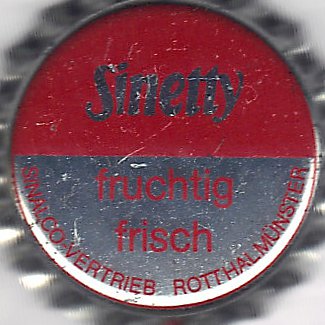 Sinetty
fruchtig
frisch
SINALCO-VERTRIEB ROTTHALMÜNSTER